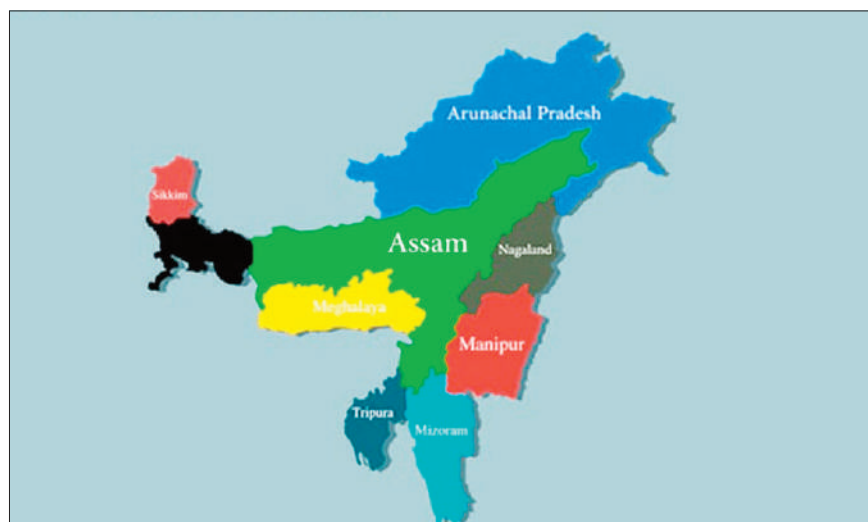 Arunachal Pradesh
Sikkim
Assam
Nagaland
Meghalaya
Manipur
Tripura
Mizoram